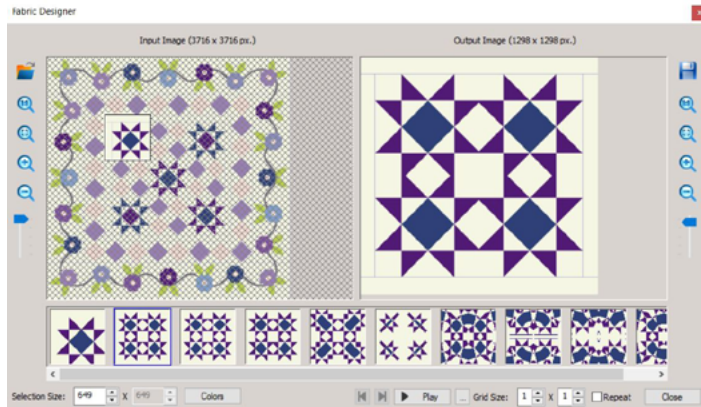 Fabric Designer
Input Image (3716 x 3716 px.)
Output Image (1298 x 1298 px.)
Selection Size: 649 X 649 Colors Play ... Grid Size: 1 X 1 Repeat Close